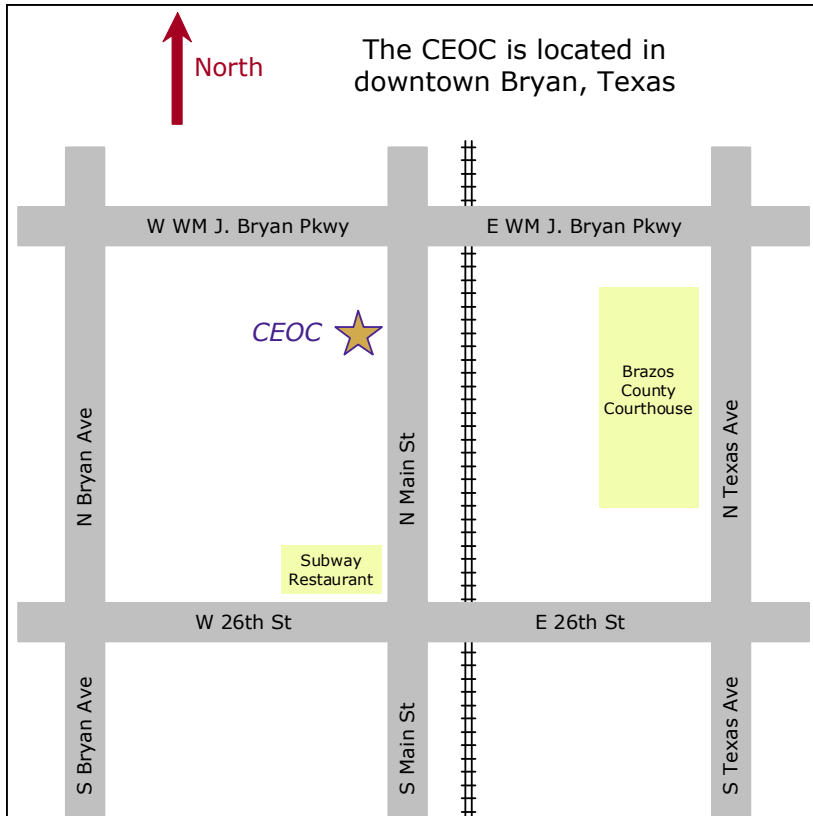 North
The CEOC is located in
downtown Bryan, Texas
W WM J. Bryan Pkwy
E WM J. Bryan Pkwy
CEOC
Brazos
County
Courthouse
N Bryan Ave
N Main St
N Texas Ave
Subway
Restaurant
W 26th St
E 26th St
S Bryan Ave
S Main St
S Texas Ave